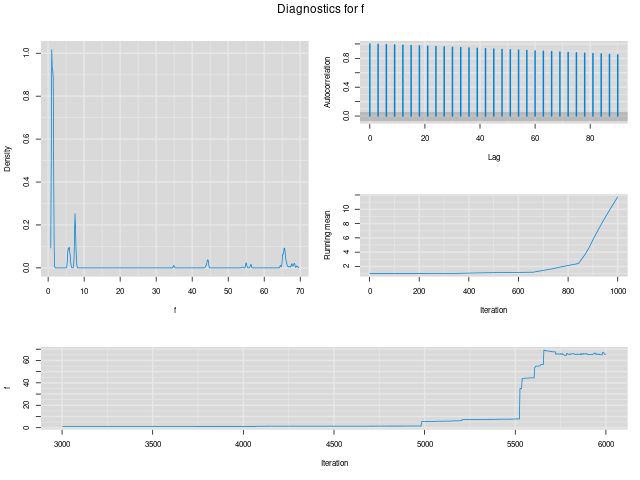 Diagnostics for f
Density
0.0 0.2 0.4 0.6 0.8 1.0
0 10 20 30 40 50 60 70
f
Autocorrelation
0.0 0.4 0.8
0 20 40 60 80
Lag
Running mean
2 4 6 8 10
0 200 400 600 800 1000
Iteration
f
0 20 40 60
3000 3500 4000 4500 5000 5500 6000
Iteration